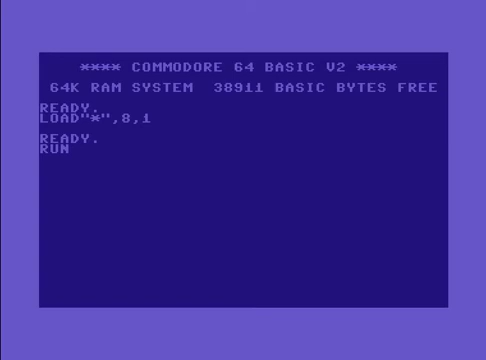 **** COMMODORE 64 BASIC V2 ****
64K RAM SYSTEM  38911 BASIC BYTES FREE
READY.
LOAD"*",8,1
READY.
RUN